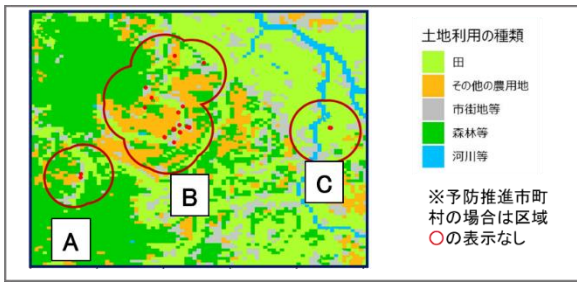 土地利用の種類
田
その他の農用地
市街地等
森林等
河川等
※予防推進市町
村の場合は区域
○の表示なし
A
B
C